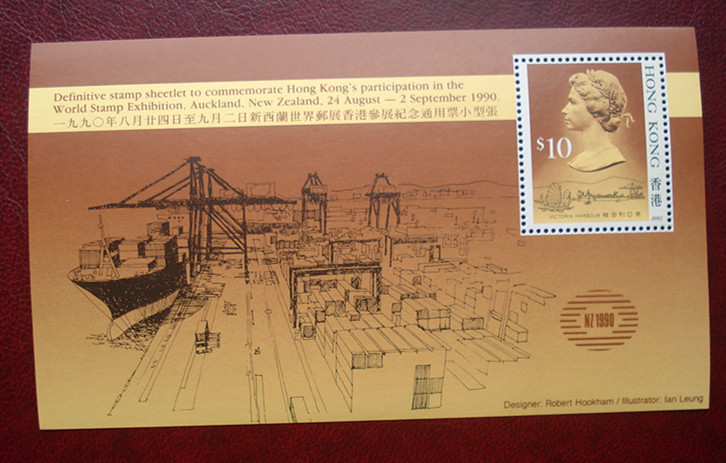 Definitive stamp sheetlet to commemorate Hong Kong's participation in the
World Stamp Exhibition, Auckland, New Zealand, 24 August — 2 September 1990.
一九九〇年八月廿四日至九月二日新西蘭世界郵展香港參展紀念通用票小型張
$10
HONG KONG 香港
VICTORIA HARBOUR 維多利亞港
1990
NZ 1990
Designer: Robert Hookham / Illustrator: Ian Leung